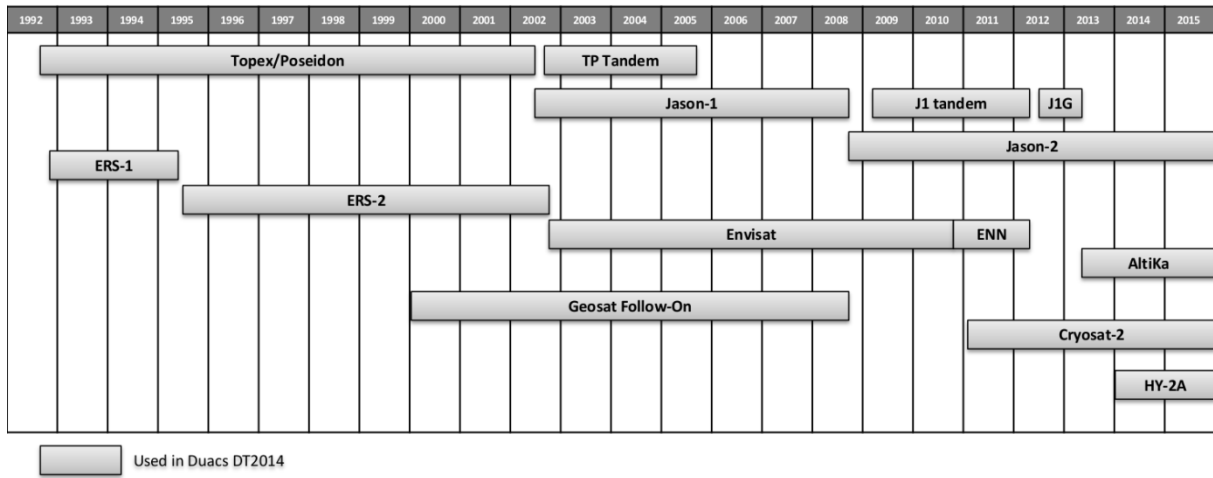 1992 1993 1994 1995 1996 1997 1998 1999 2000 2001 2002 2003 2004 2005 2006 2007 2008 2009 2010 2011 2012 2013 2014 2015
Topex/Poseidon TP Tandem
Jason-1 J1 tandem J1G
Jason-2
ERS-1
ERS-2
Envisat ENN
AltiKa
Geosat Follow-On
Cryosat-2
HY-2A
Used in Duacs DT2014